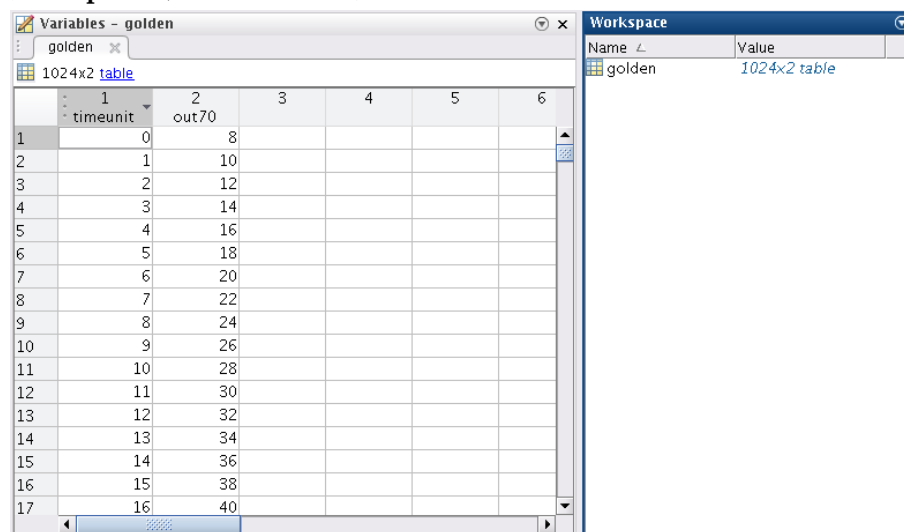 Variables - golden
golden
1024x2 table
1 2 3 4 5 6
timeunit out70
1 0 8
2 1 10
3 2 12
4 3 14
5 4 16
6 5 18
7 6 20
8 7 22
9 8 24
10 9 26
11 10 28
12 11 30
13 12 32
14 13 34
15 14 36
16 15 38
17 16 40
Workspace
Name Value
golden 1024x2 table